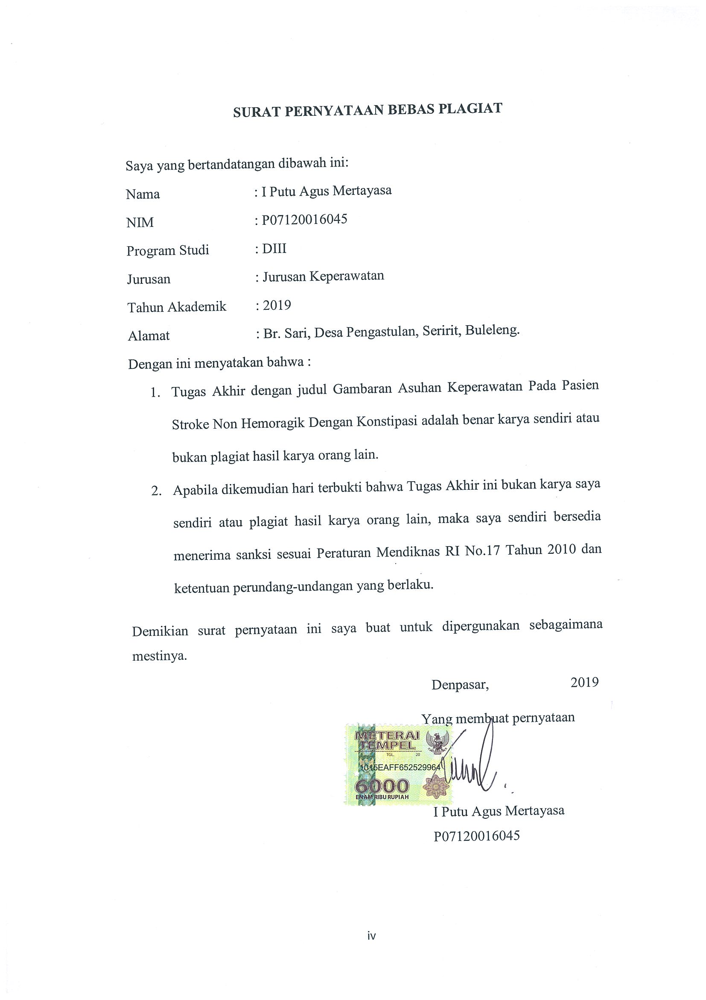 SURAT PERNYATAAN BEBAS PLAGIAT
Saya yang bertandatangan dibawah ini:
Nama : I Putu Agus Mertayasa
NIM : P07120016045
Program Studi : DIII
Jurusan : Jurusan Keperawatan
Tahun Akademik : 2019
Alamat : Br. Sari, Desa Pengastulan, Seririt, Buleleng.
Dengan ini menyatakan bahwa :
1. Tugas Akhir dengan judul Gambaran Asuhan Keperawatan Pada Pasien
Stroke Non Hemoragik Dengan Konstipasi adalah benar karya sendiri atau
bukan plagiat hasil karya orang lain.
2. Apabila dikemudian hari terbukti bahwa Tugas Akhir ini bukan karya saya
sendiri atau plagiat hasil karya orang lain, maka saya sendiri bersedia
menerima sanksi sesuai Peraturan Mendiknas RI No.17 Tahun 2010 dan
ketentuan perundang-undangan yang berlaku.
Demikian surat pernyataan ini saya buat untuk dipergunakan sebagaimana
mestinya.
Denpasar, 2019
Yang membuat pernyataan
METERAI
TEMPEL
TGL. 20
1015EAFF652529964
6000
ENAM RIBU RUPIAH
I Putu Agus Mertayasa
P07120016045
iv